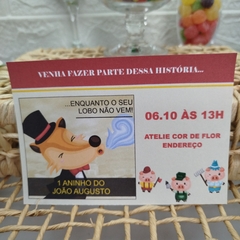 VENHA FAZER PARTE DESSA HISTÓRIA...
...ENQUANTO O SEU
LOBO NÃO VEM!
06.10 ÀS 13H
ATELIE COR DE FLOR
ENDEREÇO
1 ANINHO DO
JOÃO AUGUSTO